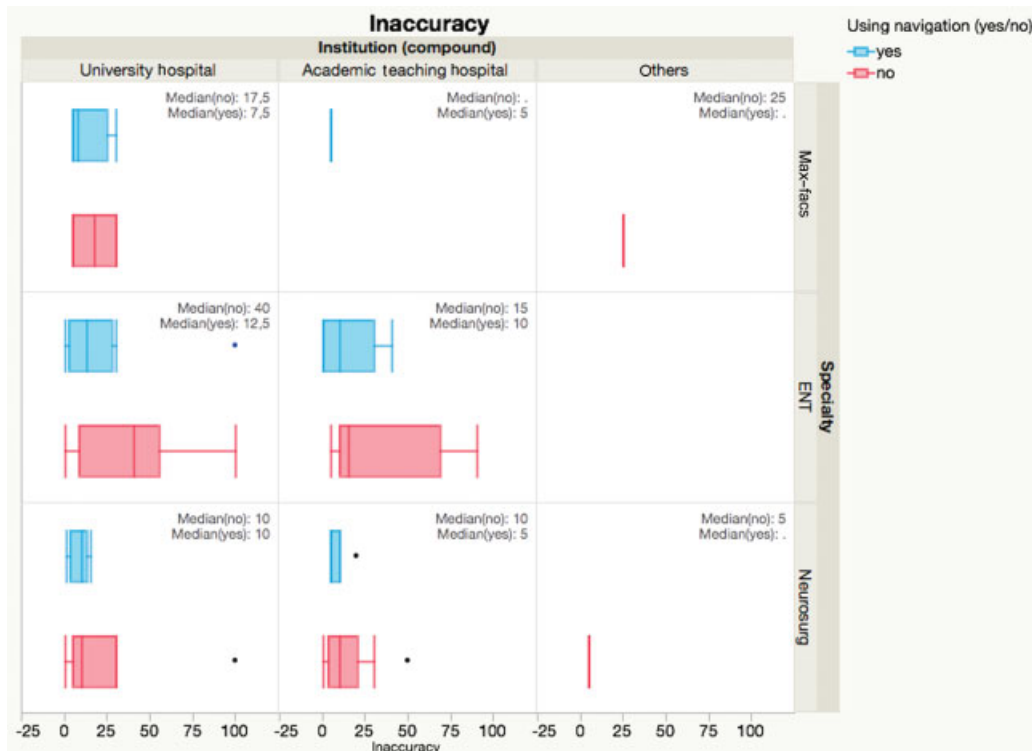 Inaccuracy
Using navigation (yes/no)
yes
no
Institution (compound)
University hospital
Academic teaching hospital
Others
Median(no): 17,5
Median(yes): 7,5
Median(no): .
Median(yes): 5
Median(no): 25
Median(yes): .
Max-facs
Median(no): 40
Median(yes): 12,5
Median(no): 15
Median(yes): 10
ENT
Specialty
Median(no): 10
Median(yes): 10
Median(no): 10
Median(yes): 5
Median(no): 5
Median(yes): .
Neurosurg
-25 0 25 50 75 100
-25 0 25 50 75 100
-25 0 25 50 75 100
Inaccuracy